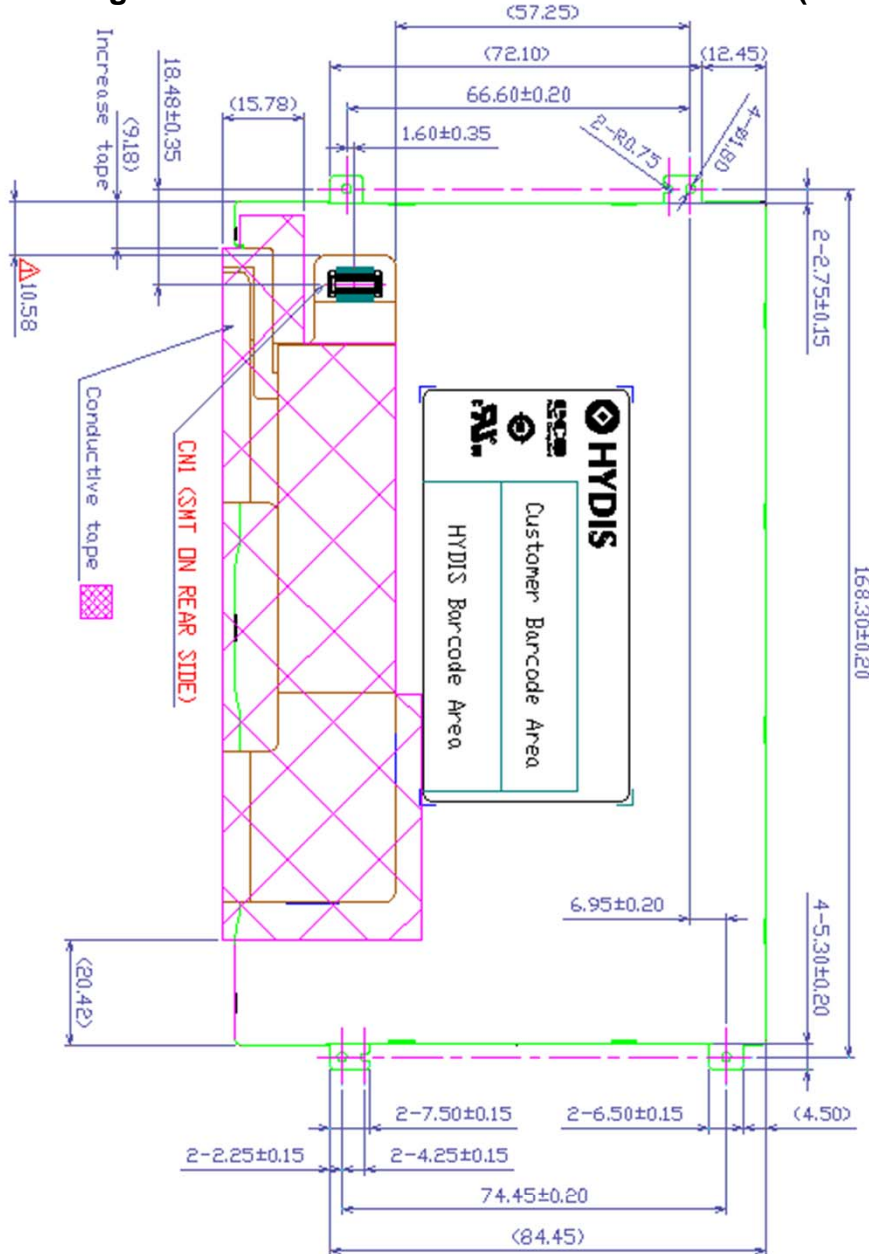 (57.25)
(72.10)
(12.45)
66.60±0.20
(15.78)
1.60±0.35
18.48±0.35
Increase tape
(9.18)
2-R0.75
4-ø1.80
2-2.75±0.15
10.58
168.30±0.20
Conductive tape
CN1 (SMT ON REAR SIDE)
HYDIS
Customer Barcode Area
HYDIS Barcode Area
6.95±0.20
4-5.30±0.20
(20.42)
2-7.50±0.15
2-6.50±0.15
(4.50)
2-2.25±0.15
2-4.25±0.15
74.45±0.20
(84.45)